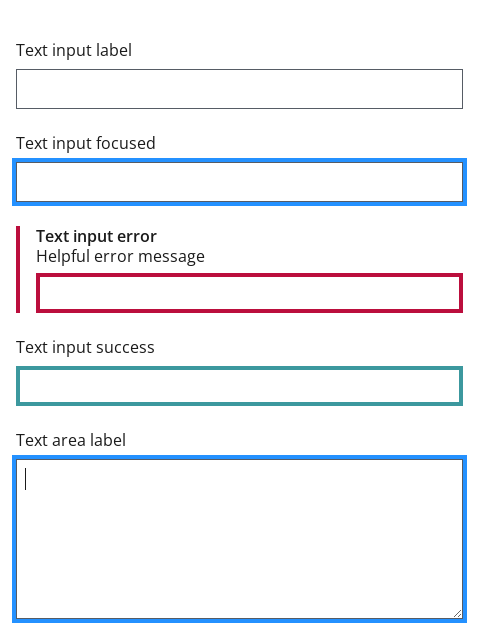 Text input label
Text input focused
Text input error
Helpful error message
Text input success
Text area label